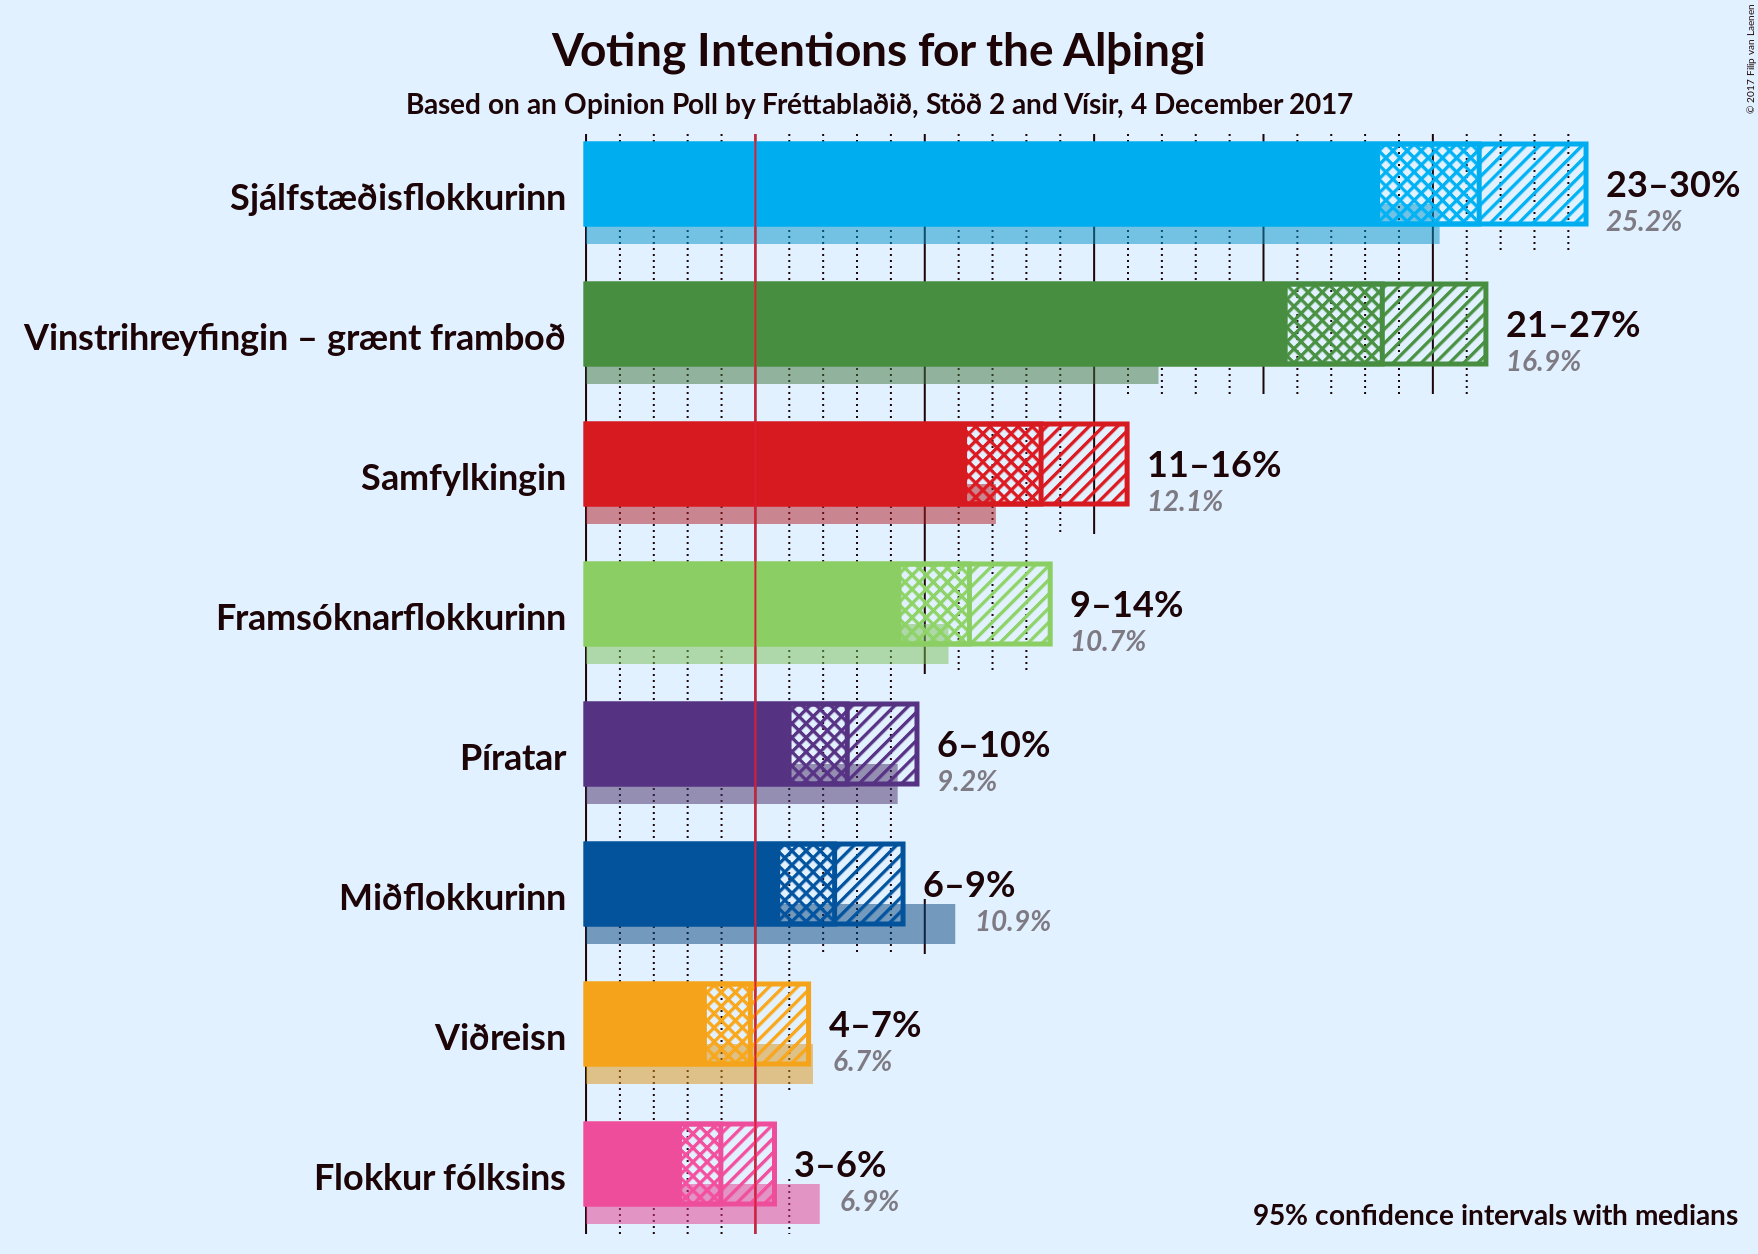 Voting Intentions for the Alþingi
Based on an Opinion Poll by Fréttablaðið, Stöð 2 and Vísir, 4 December 2017
© 2017 Filip van Laenen
Sjálfstæðisflokkurinn
23–30%
25.2%
Vinstrihreyfingin – grænt framboð
21–27%
16.9%
Samfylkingin
11–16%
12.1%
Framsóknarflokkurinn
9–14%
10.7%
Píratar
6–10%
9.2%
Miðflokkurinn
6–9%
10.9%
Viðreisn
4–7%
6.7%
Flokkur fólksins
3–6%
6.9%
95% confidence intervals with medians